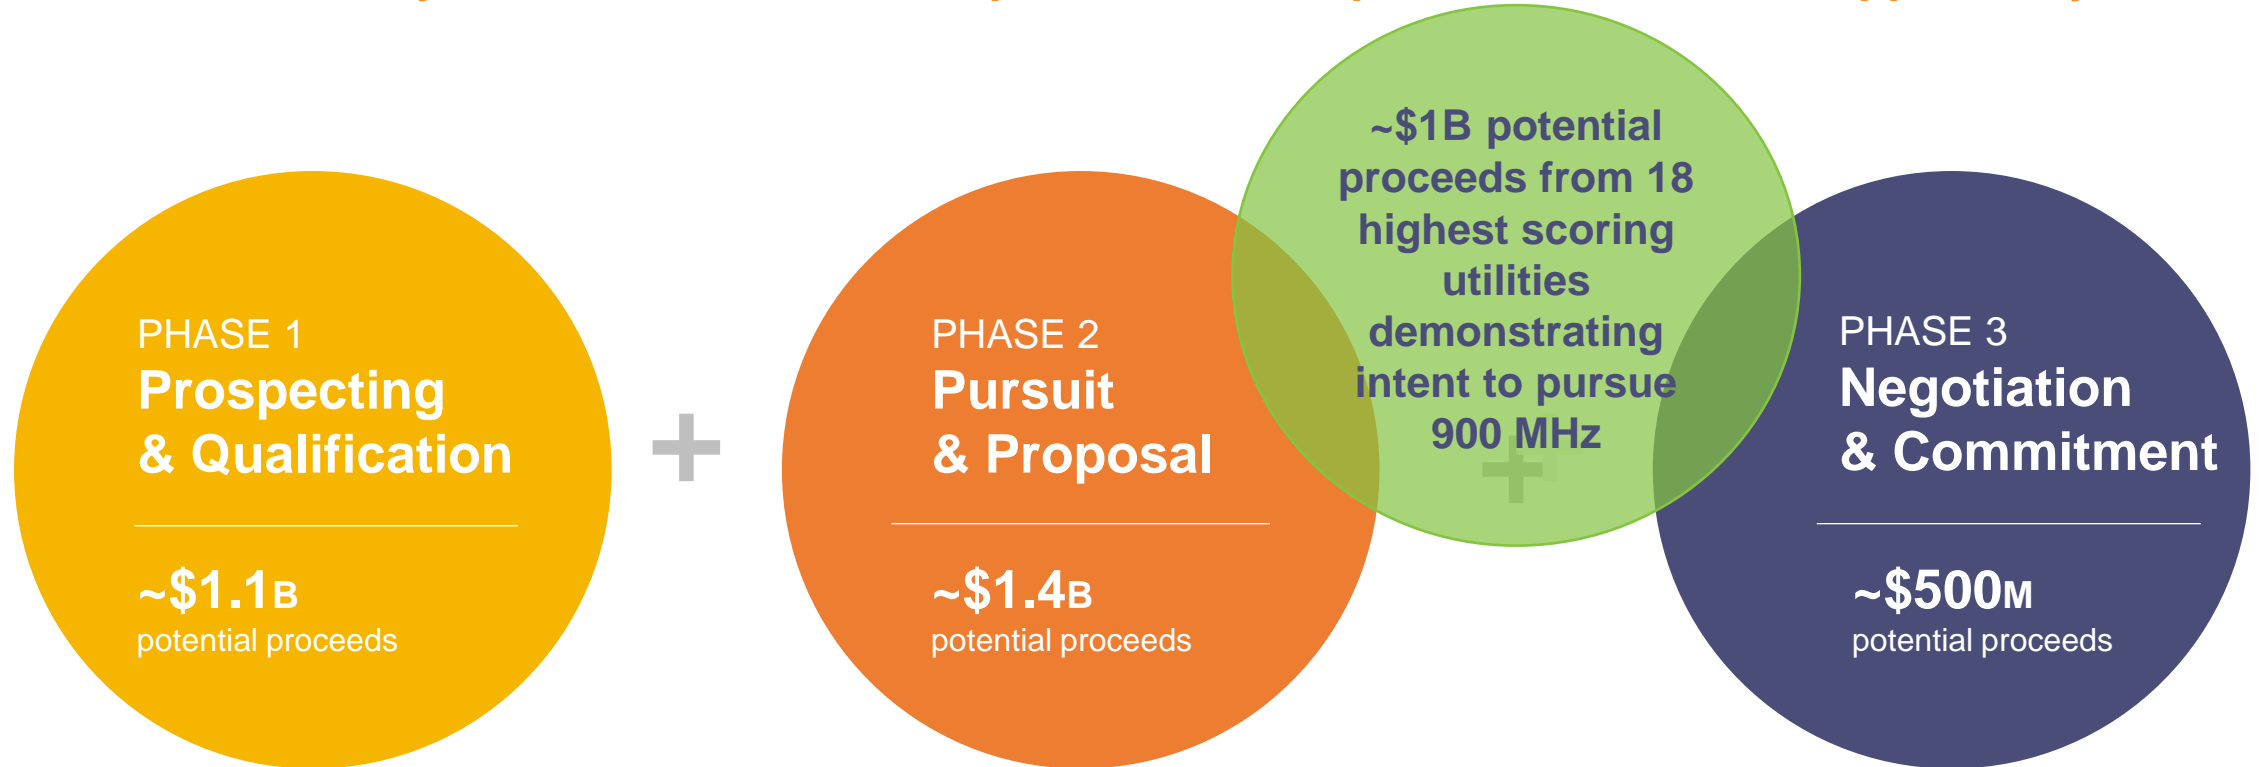 PHASE 1
Prospecting
& Qualification
~$1.1B
potential proceeds
+
PHASE 2
Pursuit
& Proposal
~$1.4B
potential proceeds
~$1B potential
proceeds from 18
highest scoring
utilities
demonstrating
intent to pursue
900 MHz
+
PHASE 3
Negotiation
& Commitment
~$500M
potential proceeds